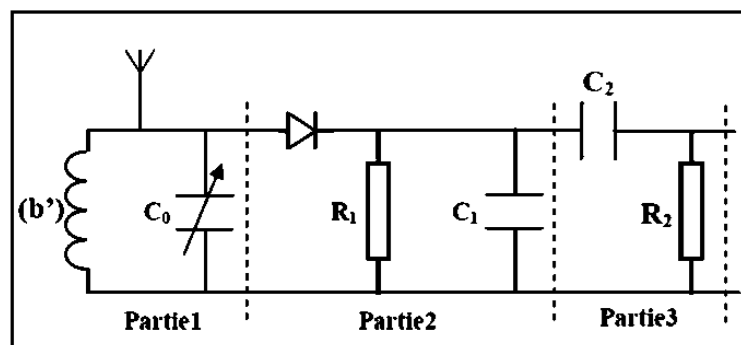 C₂
(b')
C₀
R₁
C₁
R₂
Partie1
Partie2
Partie3